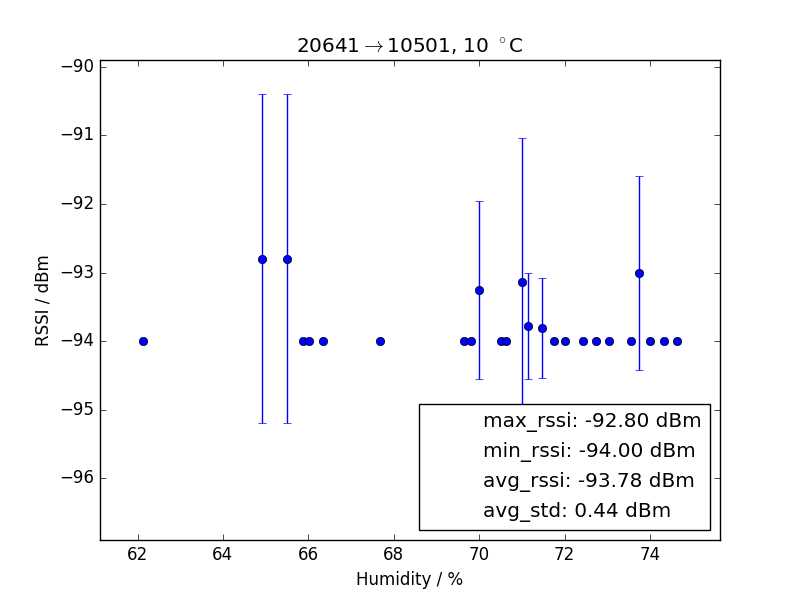 20641→10501, 10 °C
−90
−91
−92
−93
−94
−95
−96
RSSI / dBm
62
64
66
68
70
72
74
Humidity / %
max_rssi: -92.80 dBm
min_rssi: -94.00 dBm
avg_rssi: -93.78 dBm
avg_std: 0.44 dBm